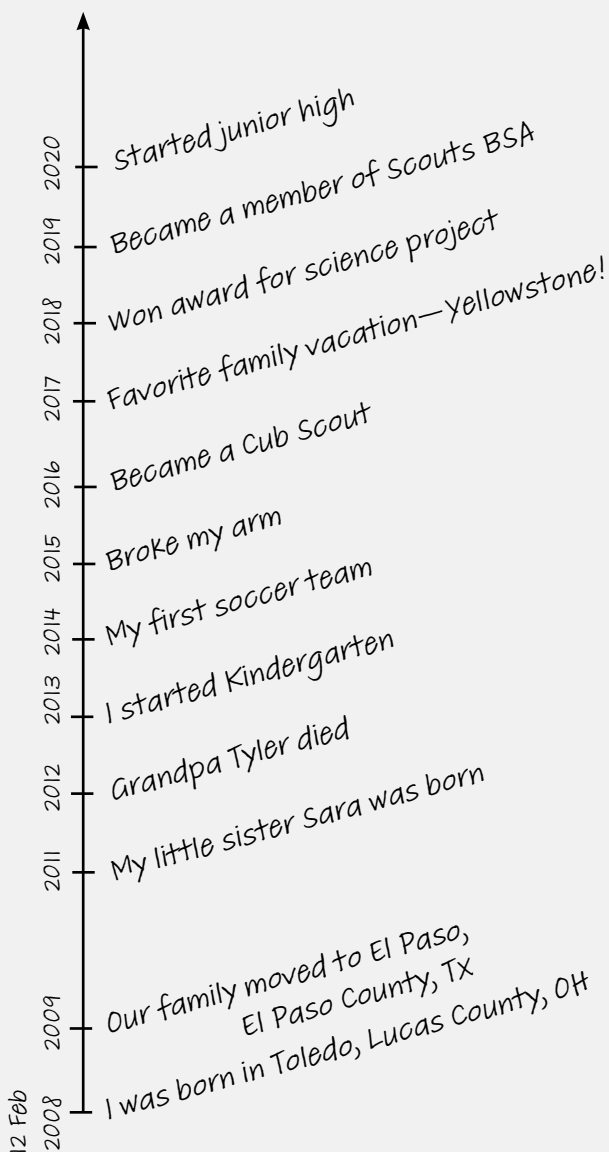 2020 Started junior high
2019 Became a member of Scouts BSA
2018 Won award for science project
2017 Favorite family vacation—Yellowstone!
2016 Became a Cub Scout
2015 Broke my arm
2014 My first soccer team
2013 I started Kindergarten
2012 Grandpa Tyler died
2011 My little sister Sara was born
2009 Our family moved to El Paso,
El Paso County, TX
12 Feb
2008 I was born in Toledo, Lucas County, OH